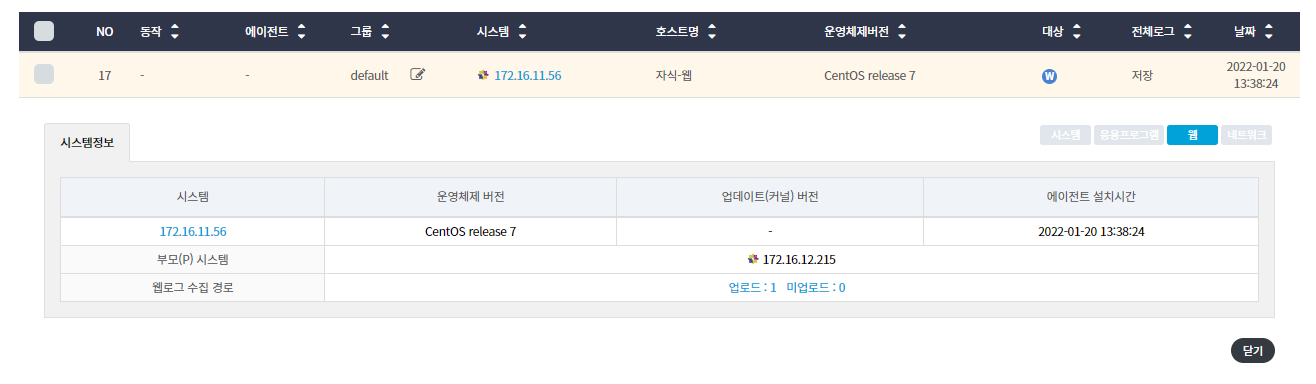 NO 동작 에이전트 그룹 시스템 호스트명 운영체제버전 대상 전체로그 날짜
17 - - default 172.16.11.56 자식-웹 CentOS release 7 W 저장 2022-01-20
13:38:24
시스템정보 시스템 응용프로그램 웹 네트워크
시스템 운영체제 버전 업데이트(커널) 버전 에이전트 설치시간
172.16.11.56 CentOS release 7 - 2022-01-20 13:38:24
부모(P) 시스템 172.16.12.215
웹로그 수집 경로 업로드 : 1 미업로드 : 0
닫기